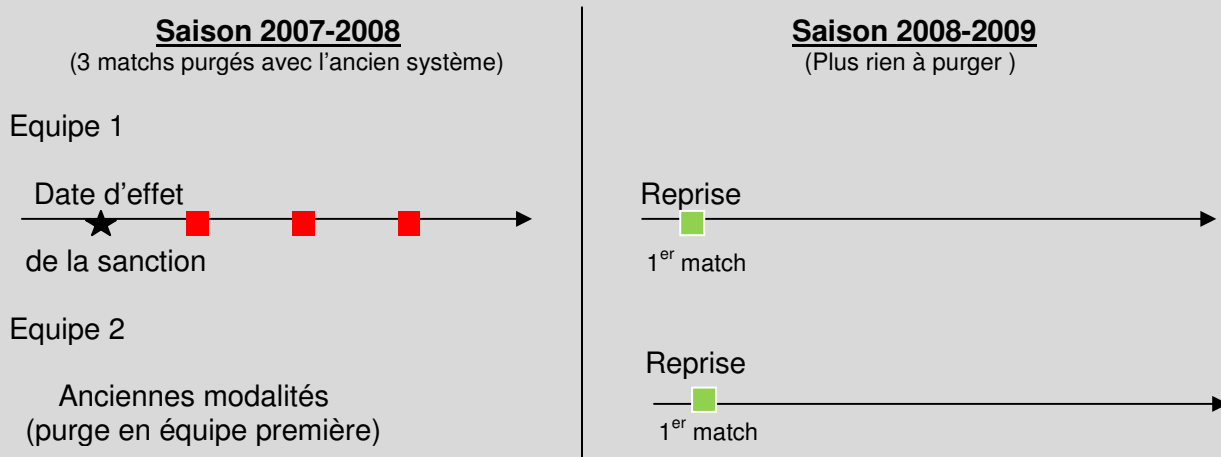 Saison 2007-2008
(3 matchs purgés avec l'ancien système)
Equipe 1
Date d'effet
de la sanction
Equipe 2
Anciennes modalités
(purge en équipe première)
Saison 2008-2009
(Plus rien à purger )
Reprise
1er match
Reprise
1er match